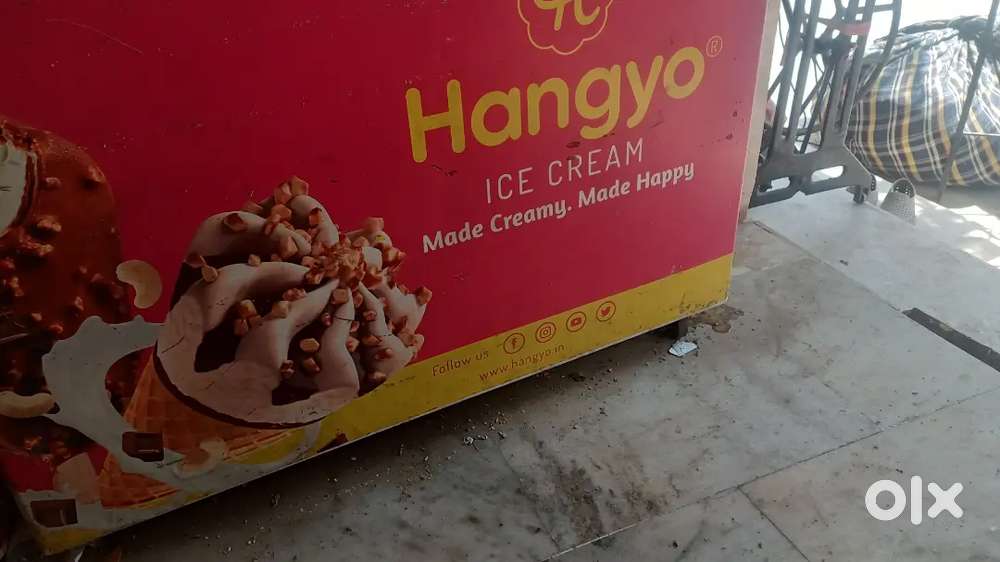 Hangyo®
ICE CREAM
Made Creamy. Made Happy
Follow us
www.hangyo.in
olx